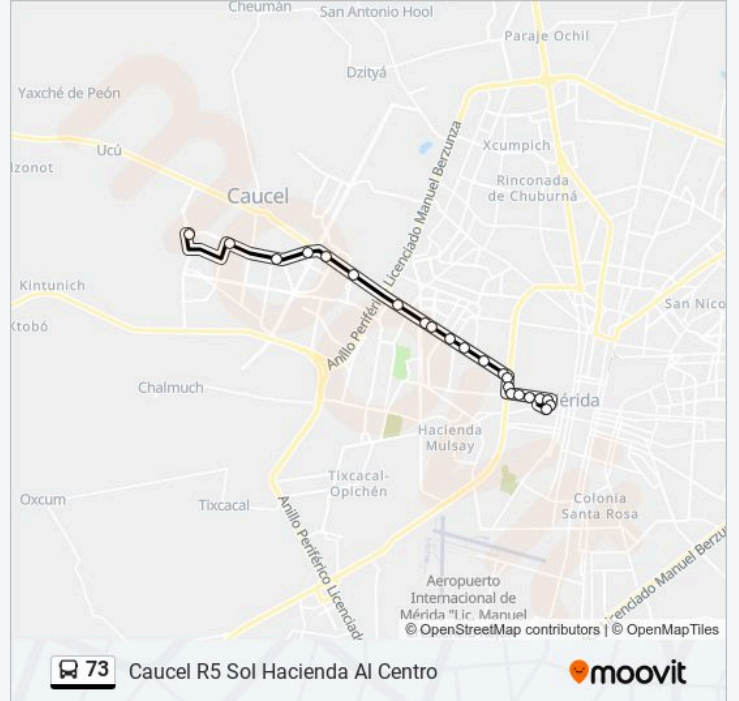 Cheumán
San Antonio Hool
Paraje Ochil
Dzityá
Yaxché de Peón
Ucú
Xcumpich
lzonot
Rinconada
de Chuburná
Caucel
Anillo Periférico Licenciado Manuel Berzunza
Kintunich
San Nico
Ktobó
Chalmuch
Mérida
Hacienda
Mulsay
Tixcacal-
Opichén
Oxcum
Tixcacal
Colonia
Santa Rosa
Anillo Periférico Licenciad
Licenciado Manuel Berzu
Aeropuerto
Internacional de
Mérida "Lic. Manuel
© OpenStreetMap contributors | © OpenMapTiles
73 Caucel R5 Sol Hacienda Al Centro
moovit